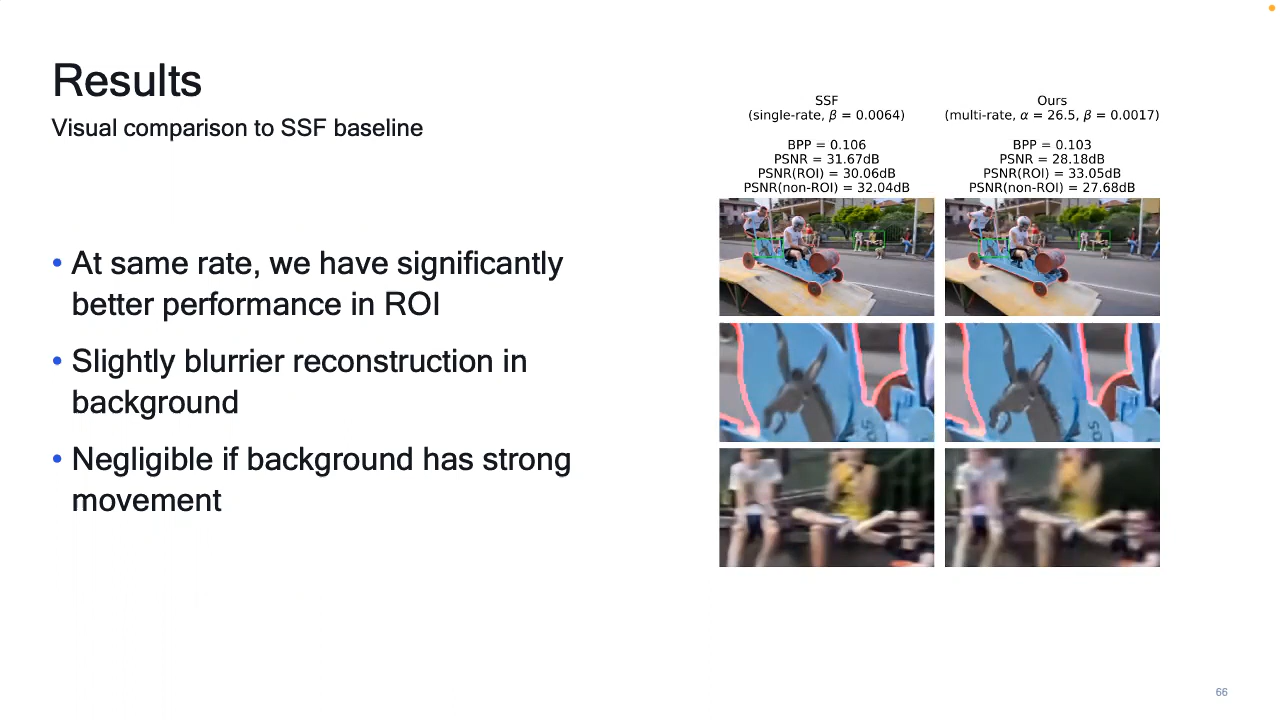 Results
Visual comparison to SSF baseline
• At same rate, we have significantly
better performance in ROI
• Slightly blurrier reconstruction in
background
• Negligible if background has strong
movement
SSF
(single-rate, β = 0.0064)
BPP = 0.106
PSNR = 31.67dB
PSNR(ROI) = 30.06dB
PSNR(non-ROI) = 32.04dB
Ours
(multi-rate, α = 26.5, β = 0.0017)
BPP = 0.103
PSNR = 28.18dB
PSNR(ROI) = 33.05dB
PSNR(non-ROI) = 27.68dB
66